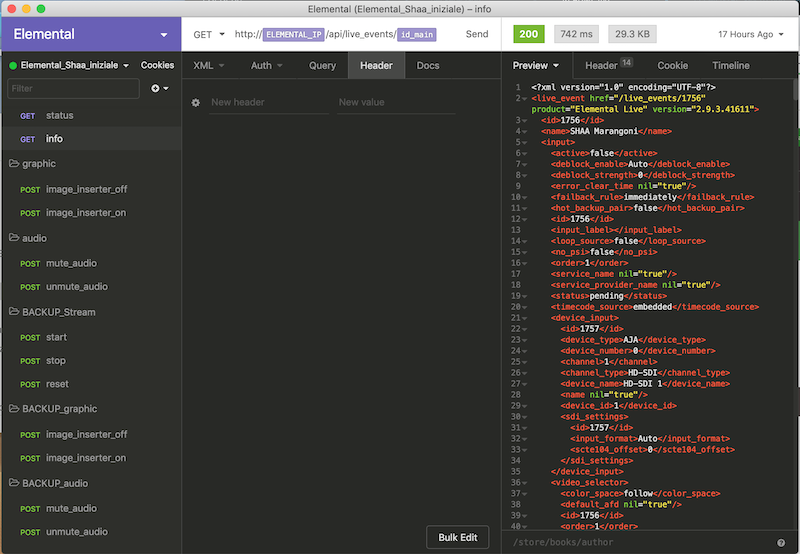 Elemental (Elemental_Shaa_iniziale) – info
Elemental
GET http:// ELEMENTAL_IP /api/live_events/ id_main Send
200 742 ms 29.3 KB 17 Hours Ago
Elemental_Shaa_iniziale Cookies
Filter
GET status
GET info
graphic
POST image_inserter_off
POST image_inserter_on
audio
POST mute_audio
POST unmute_audio
BACKUP_Stream
POST start
POST stop
POST reset
BACKUP_graphic
POST image_inserter_off
POST image_inserter_on
BACKUP_audio
POST mute_audio
POST unmute_audio
XML Auth Query Header Docs
New header New value
Bulk Edit
Preview Header 14 Cookie Timeline
1 <?xml version="1.0" encoding="UTF-8"?>
2 <live_event href="/live_events/1756"
product="Elemental Live" version="2.9.3.41611">
3 <id>1756</id>
4 <name>SHAA Marangoni</name>
5 <input>
6 <active>false</active>
7 <deblock_enable>Auto</deblock_enable>
8 <deblock_strength>0</deblock_strength>
9 <error_clear_time nil="true"/>
10 <failback_rule>immediately</failback_rule>
11 <hot_backup_pair>false</hot_backup_pair>
12 <id>1756</id>
13 <input_label></input_label>
14 <loop_source>false</loop_source>
15 <no_psi>false</no_psi>
16 <order>1</order>
17 <service_name nil="true"/>
18 <service_provider_name nil="true"/>
19 <status>pending</status>
20 <timecode_source>embedded</timecode_source>
21 <device_input>
22 <id>1757</id>
23 <device_type>AJA</device_type>
24 <device_number>0</device_number>
25 <channel>1</channel>
26 <channel_type>HD-SDI</channel_type>
27 <device_name>HD-SDI 1</device_name>
28 <name nil="true"/>
29 <device_id>1</device_id>
30 <sdi_settings>
31 <id>1757</id>
32 <input_format>Auto</input_format>
33 <scte104_offset>0</scte104_offset>
34 </sdi_settings>
35 </device_input>
36 <video_selector>
37 <color_space>follow</color_space>
38 <default_afd nil="true"/>
39 <id>1756</id>
40 <order>1</order>
/store/books/author